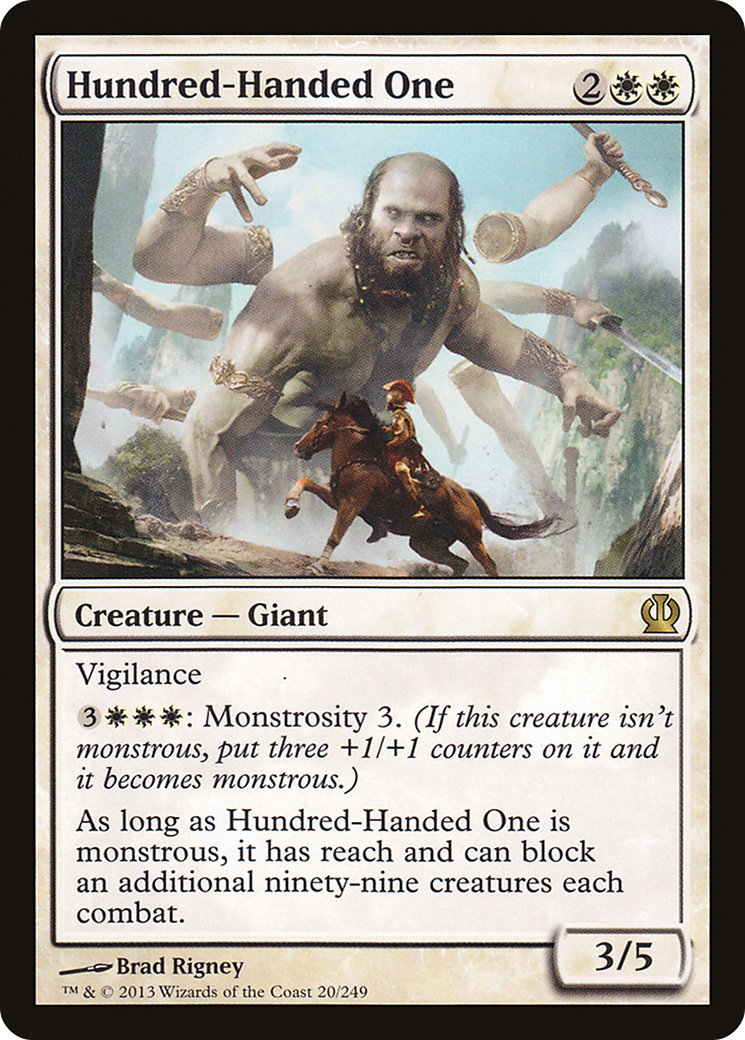 Hundred-Handed One 2
Creature — Giant
Vigilance
3: Monstrosity 3. (If this creature isn't
monstrous, put three +1/+1 counters on it and
it becomes monstrous.)
As long as Hundred-Handed One is
monstrous, it has reach and can block
an additional ninety-nine creatures each
combat.
3/5
Brad Rigney
™ & © 2013 Wizards of the Coast 20/249